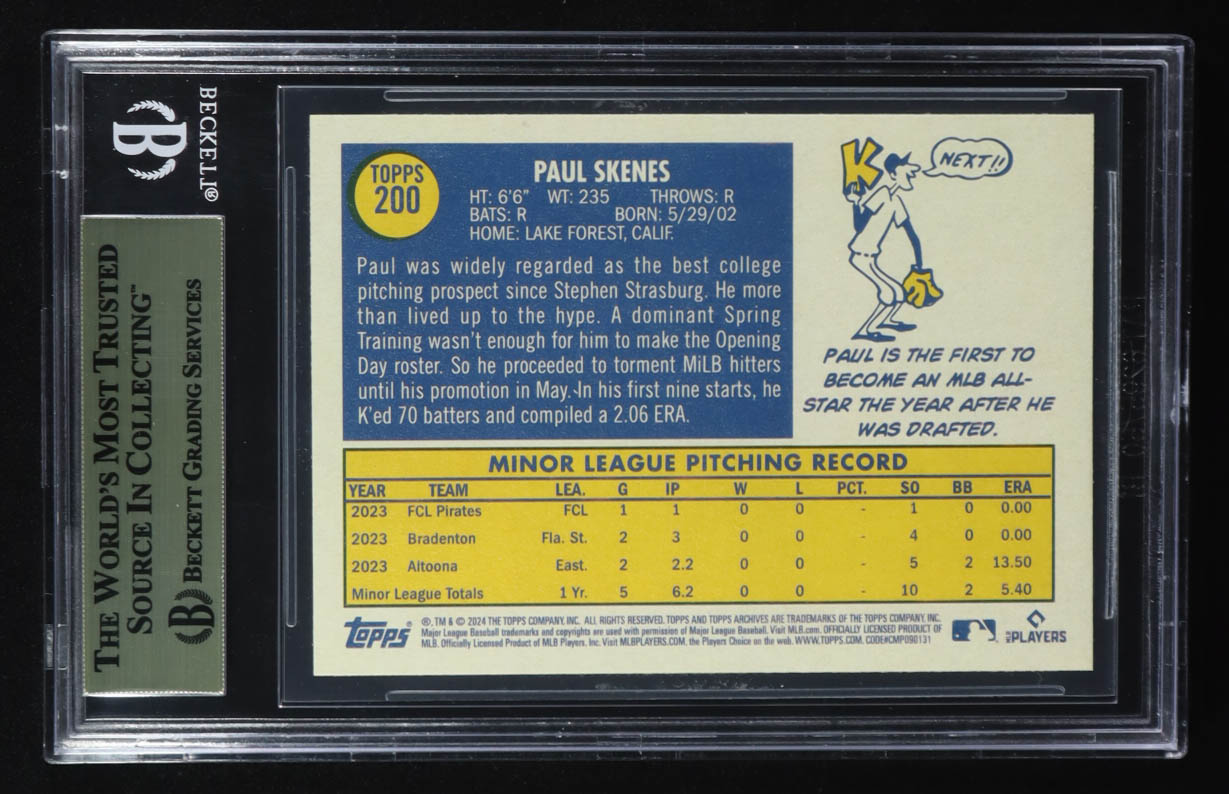 BECKETT®
THE WORLD'S MOST TRUSTED
SOURCE IN COLLECTING™
B BECKETT GRADING SERVICES
TOPPS
200
PAUL SKENES
HT: 6'6" WT: 235 THROWS: R
BATS: R BORN: 5/29/02
HOME: LAKE FOREST, CALIF.
Paul was widely regarded as the best college
pitching prospect since Stephen Strasburg. He more
than lived up to the hype. A dominant Spring
Training wasn't enough for him to make the Opening
Day roster. So he proceeded to torment MiLB hitters
until his promotion in May. In his first nine starts, he
K'ed 70 batters and compiled a 2.06 ERA.
K
NEXT!!
PAUL IS THE FIRST TO
BECOME AN MLB ALL-
STAR THE YEAR AFTER HE
WAS DRAFTED.
MINOR LEAGUE PITCHING RECORD
YEAR TEAM LEA. G IP W L PCT. SO BB ERA
2023 FCL Pirates FCL 1 1 0 0 - 1 0 0.00
2023 Bradenton Fla. St. 2 3 0 0 - 4 0 0.00
2023 Altoona East. 2 2.2 0 0 - 5 2 13.50
Minor League Totals 1 Yr. 5 6.2 0 0 - 10 2 5.40
TOPPS®
®, TM & © 2024 THE TOPPS COMPANY, INC. ALL RIGHTS RESERVED. TOPPS AND TOPPS ARCHIVES ARE TRADEMARKS OF THE TOPPS COMPANY, INC.
Major League Baseball trademarks and copyrights are used with permission of Major League Baseball. Visit MLB.com. OFFICIALLY LICENSED PRODUCT OF
MLB. Officially Licensed Product of MLB Players, Inc. Visit MLBPLAYERS.COM, the Players Choice on the web. WWW.TOPPS.COM. CODE#CMP090131
MLB PLAYERS